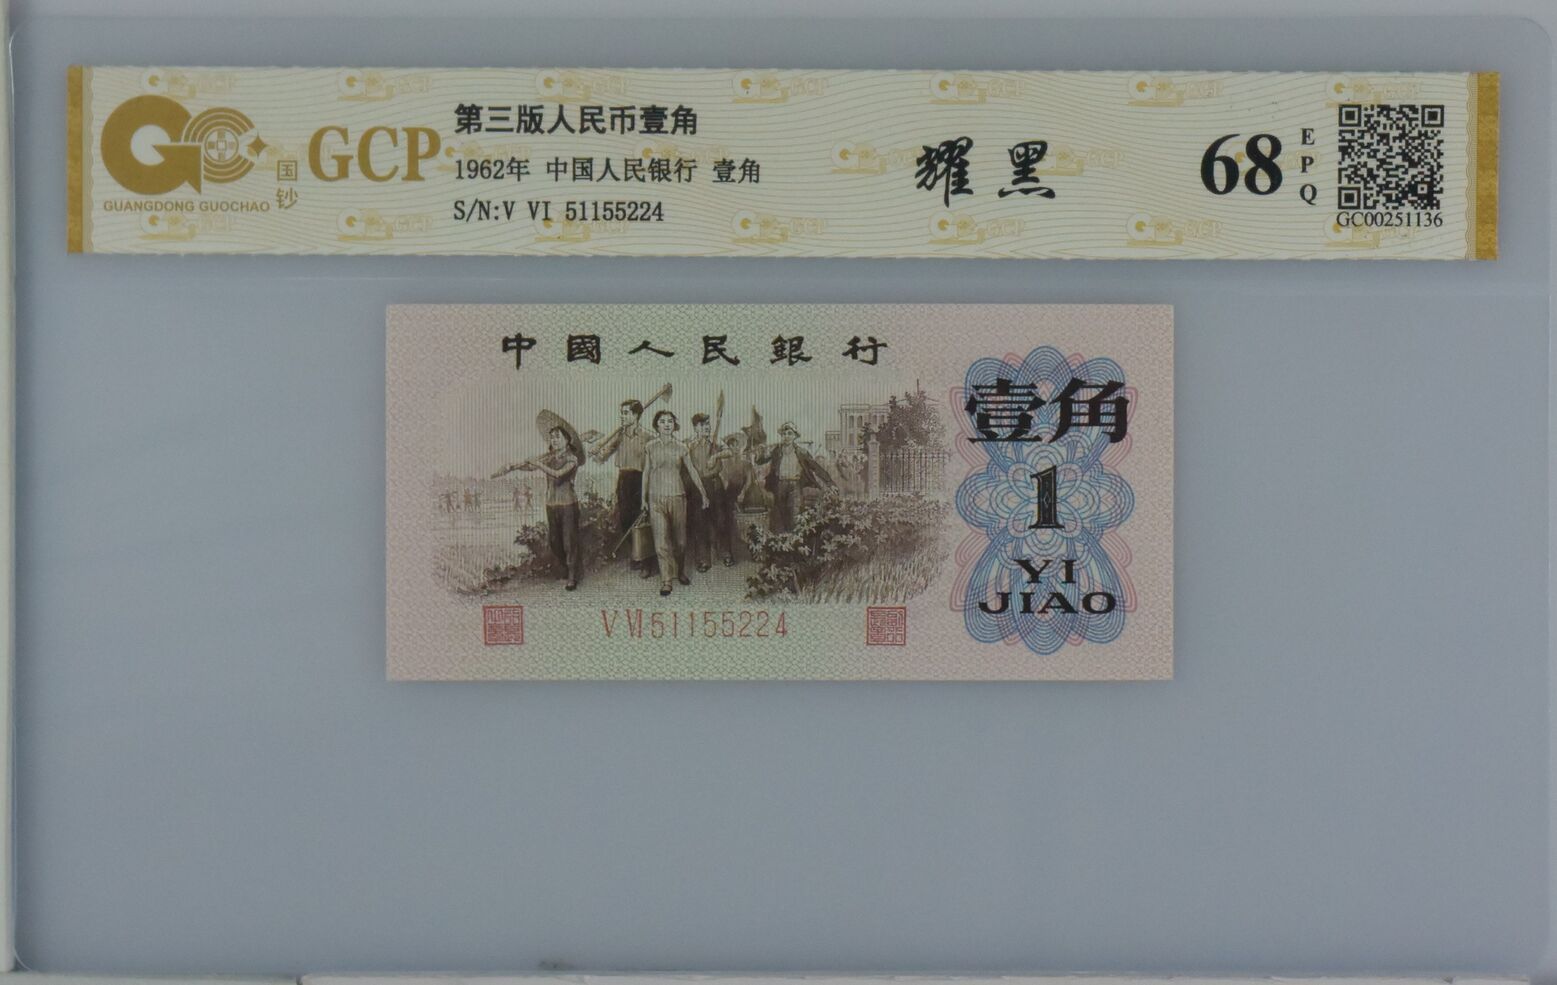 GCP
国钞
GUANGDONG GUOCHAO
第三版人民币壹角
1962年 中国人民银行 壹角
S/N:V VI 51155224
耀黑
68
EPQ
GC00251136
中國人民銀行
壹角
1
YI
JIAO
V VI 51155224